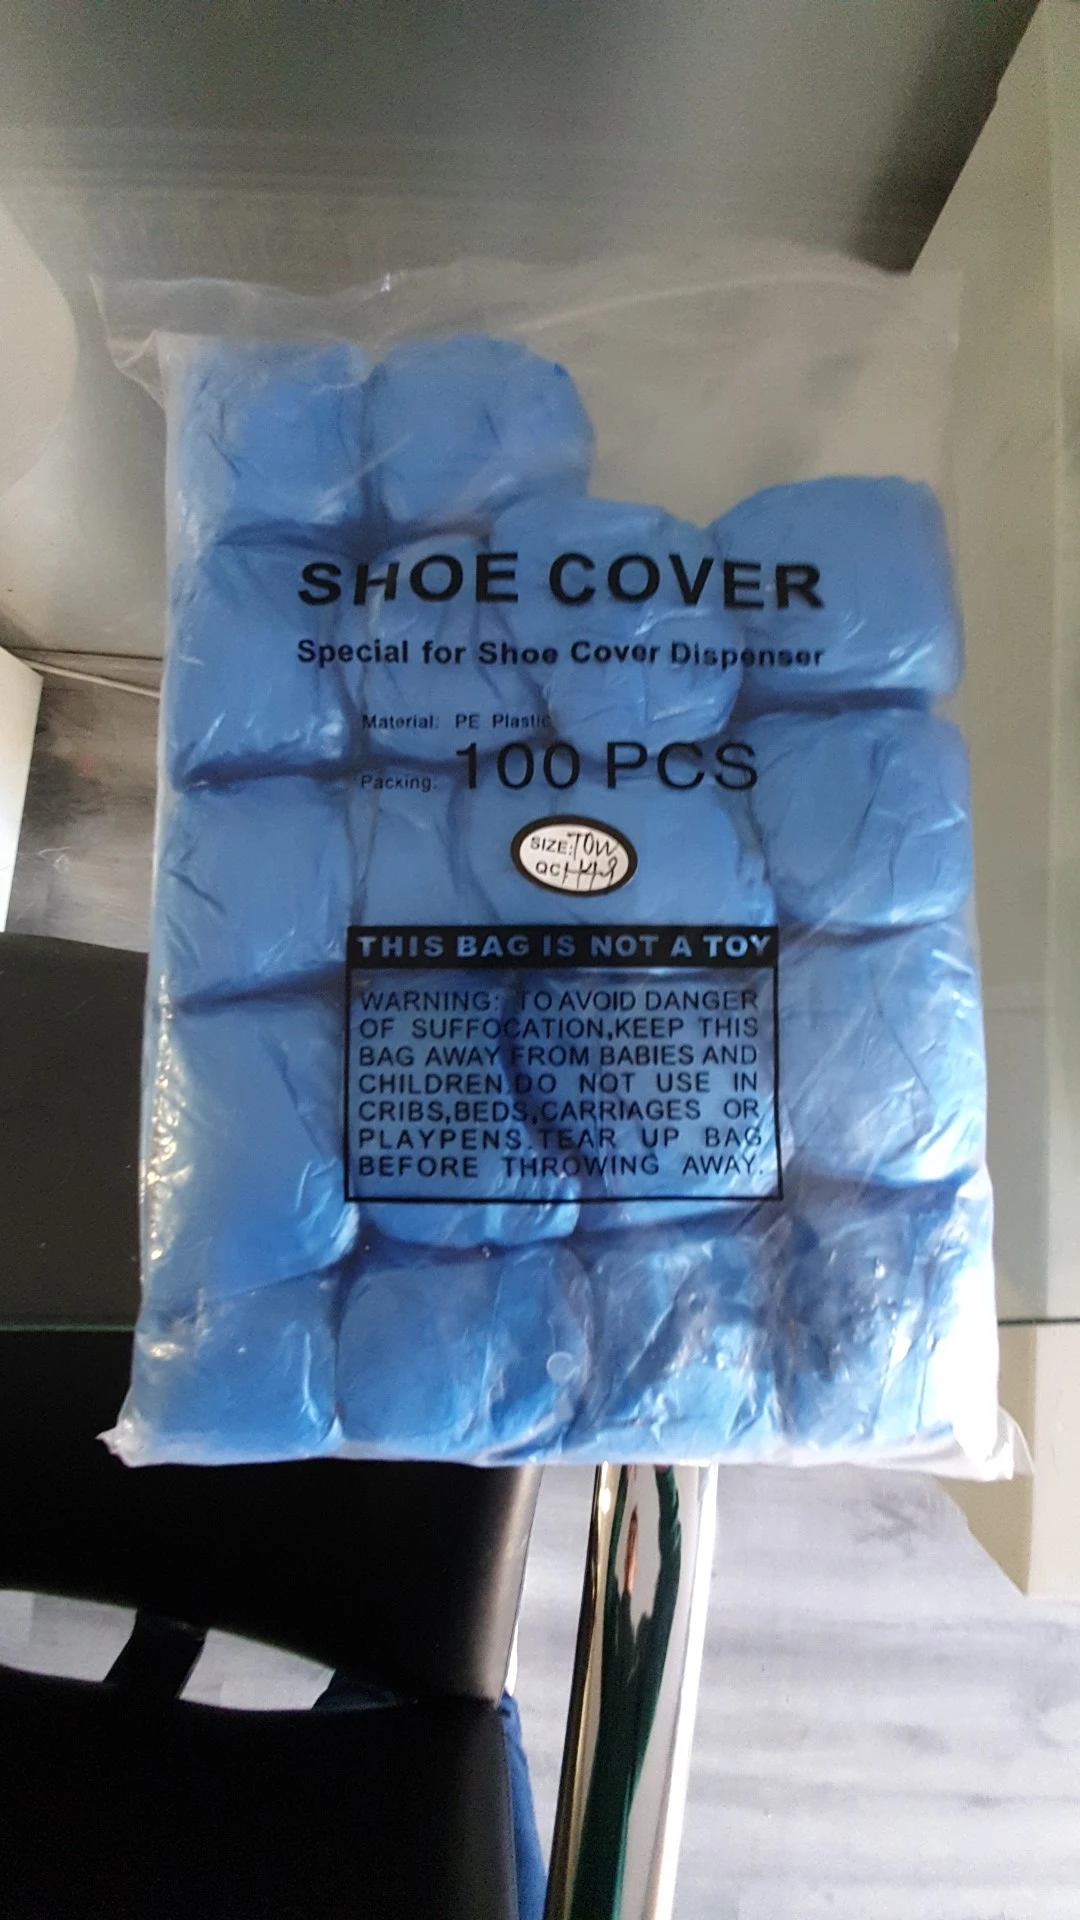 SHOE COVER
Special for Shoe Cover Dispenser
Material: PE Plastic
Packing: 100 PCS
SIZE:
QC
THIS BAG IS NOT A TOY
WARNING: TO AVOID DANGER
OF SUFFOCATION,KEEP THIS
BAG AWAY FROM BABIES AND
CHILDREN.DO NOT USE IN
CRIBS,BEDS,CARRIAGES OR
PLAYPENS.TEAR UP BAG
BEFORE THROWING AWAY.